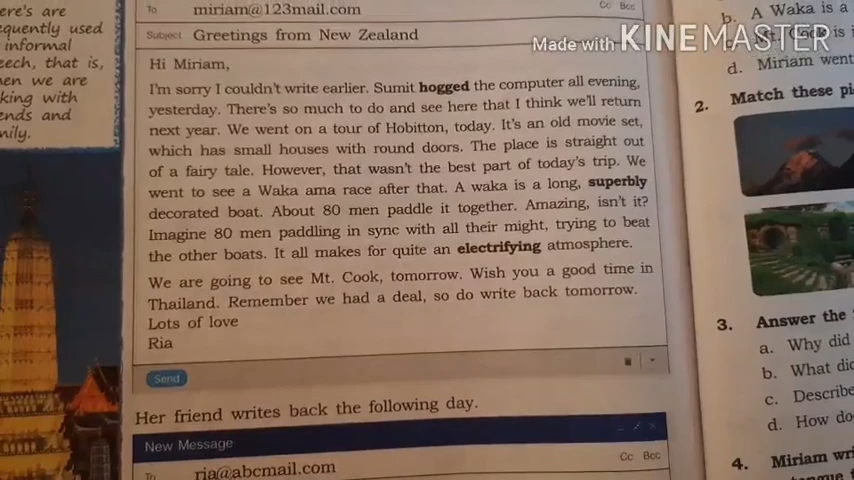 ere's are
equently used
informal
eech, that is,
en we are
king with
ends and
mily.
To miriam@123mail.com Cc Bcc
Subject Greetings from New Zealand
Hi Miriam,
I'm sorry I couldn't write earlier. Sumit hogged the computer all evening,
yesterday. There's so much to do and see here that I think we'll return
next year. We went on a tour of Hobitton, today. It's an old movie set,
which has small houses with round doors. The place is straight out
of a fairy tale. However, that wasn't the best part of today's trip. We
went to see a Waka ama race after that. A waka is a long, superbly
decorated boat. About 80 men paddle it together. Amazing, isn't it?
Imagine 80 men paddling in sync with all their might, trying to beat
the other boats. It all makes for quite an electrifying atmosphere.
We are going to see Mt. Cook, tomorrow. Wish you a good time in
Thailand. Remember we had a deal, so do write back tomorrow.
Lots of love
Ria
Send
Her friend writes back the following day.
New Message
To ria@abcmail.com Cc Bcc
Made with KINEMASTER
b. A Waka is a
Mt. Cook is
d. Miriam went
2. Match these pi
3. Answer the
a. Why did
b. What di
c. Describe
d. How do
4. Miriam wri